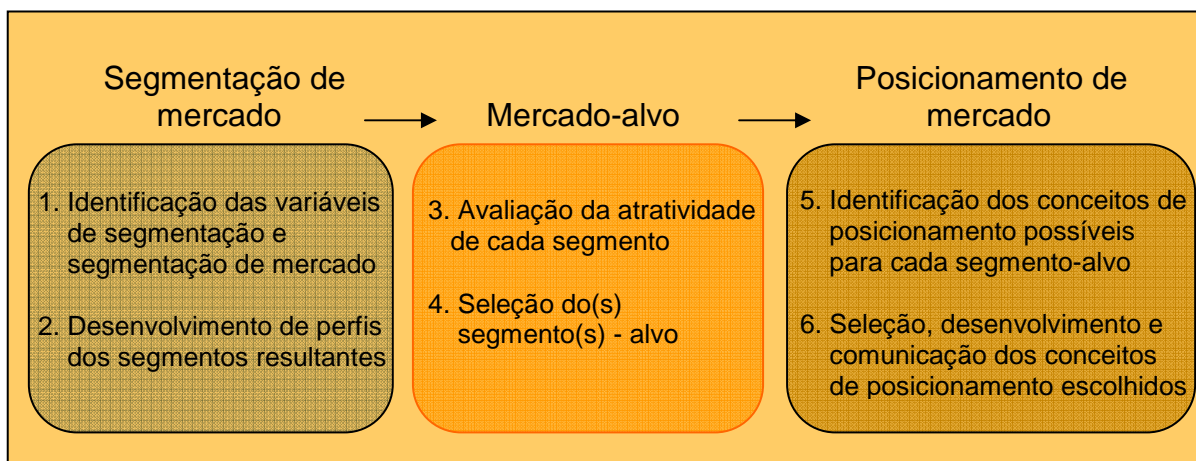 Segmentação de
mercado
1. Identificação das variáveis
de segmentação e
segmentação de mercado
2. Desenvolvimento de perfis
dos segmentos resultantes
Mercado-alvo
3. Avaliação da atratividade
de cada segmento
4. Seleção do(s)
segmento(s) - alvo
Posicionamento de
mercado
5. Identificação dos conceitos de
posicionamento possíveis
para cada segmento-alvo
6. Seleção, desenvolvimento e
comunicação dos conceitos
de posicionamento escolhidos